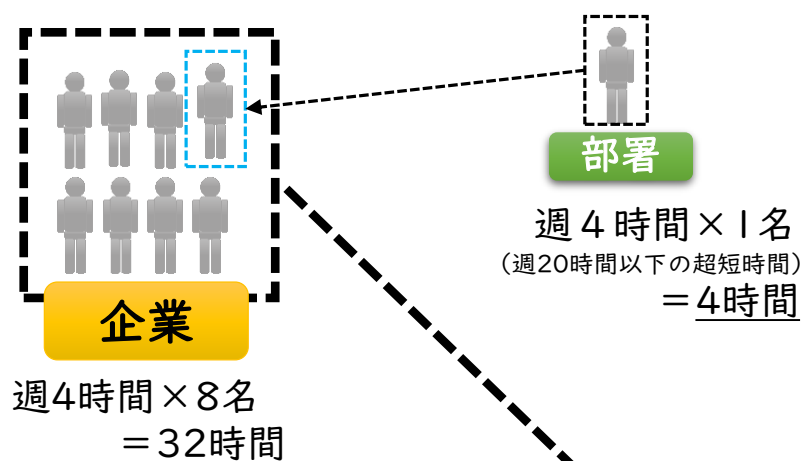 部署
週４時間×1名
(週20時間以下の超短時間)
＝4時間
企業
週4時間×8名
＝32時間